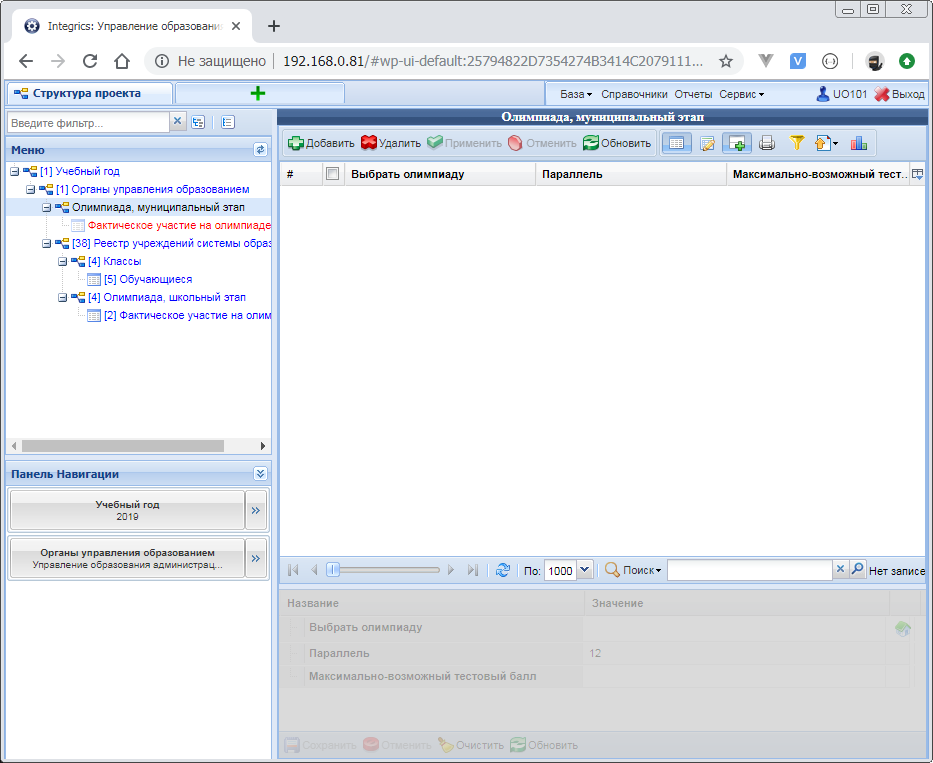 Integrics: Управление образовани
Не защищено 192.168.0.81/#wp-ui-default:25794822D7354274B3414C2079111...
Структура проекта
База Справочники Отчеты Сервис UO101 Выход
Введите фильтр...
Олимпиада, муниципальный этап
Меню
Добавить Удалить Применить Отменить Обновить
# Выбрать олимпиаду Параллель Максимально-возможный тест..
[1] Учебный год
[1] Органы управления образованием
Олимпиада, муниципальный этап
Фактическое участие на олимпиаде
[38] Реестр учреждений системы образ
[4] Классы
[5] Обучающиеся
[4] Олимпиада, школьный этап
[2] Фактическое участие на олим
Панель Навигации
Учебный год
2019
Органы управления образованием
Управление образования администрац...
По: 1000 Поиск Нет записе
Название Значение
Выбрать олимпиаду
Параллель 12
Максимально-возможный тестовый балл
Сохранить Отменить Очистить Обновить